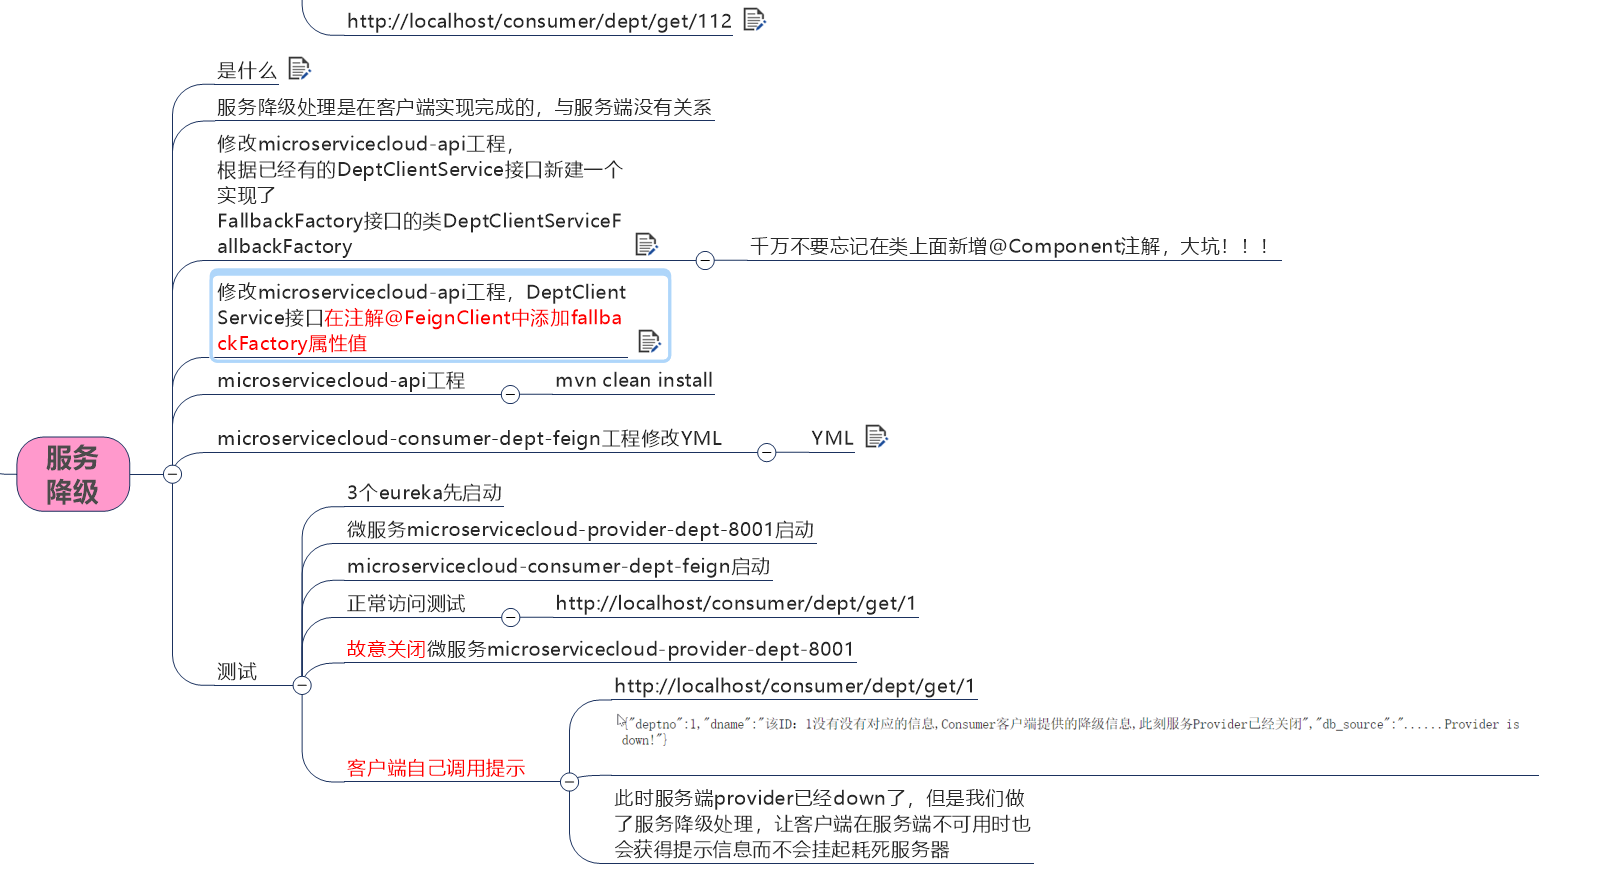 http://localhost/consumer/dept/get/112
是什么
服务降级处理是在客户端实现完成的，与服务端没有关系
修改microservicecloud-api工程，
根据已经有的DeptClientService接口新建一个
实现了
FallbackFactory接口的类DeptClientServiceF
allbackFactory
千万不要忘记在类上面新增@Component注解，大坑！！！
修改microservicecloud-api工程，DeptClient
Service接口在注解@FeignClient中添加fallba
ckFactory属性值
microservicecloud-api工程
mvn clean install
microservicecloud-consumer-dept-feign工程修改YML
YML
服务
降级
测试
3个eureka先启动
微服务microservicecloud-provider-dept-8001启动
microservicecloud-consumer-dept-feign启动
正常访问测试
http://localhost/consumer/dept/get/1
故意关闭微服务microservicecloud-provider-dept-8001
客户端自己调用提示
http://localhost/consumer/dept/get/1
{"deptno":1,"dname":"该ID：1没有没有对应的信息,Consumer客户端提供的降级信息,此刻服务Provider已经关闭","db_source":"......Provider is
down!"}
此时服务端provider已经down了，但是我们做
了服务降级处理，让客户端在服务端不可用时也
会获得提示信息而不会挂起耗死服务器